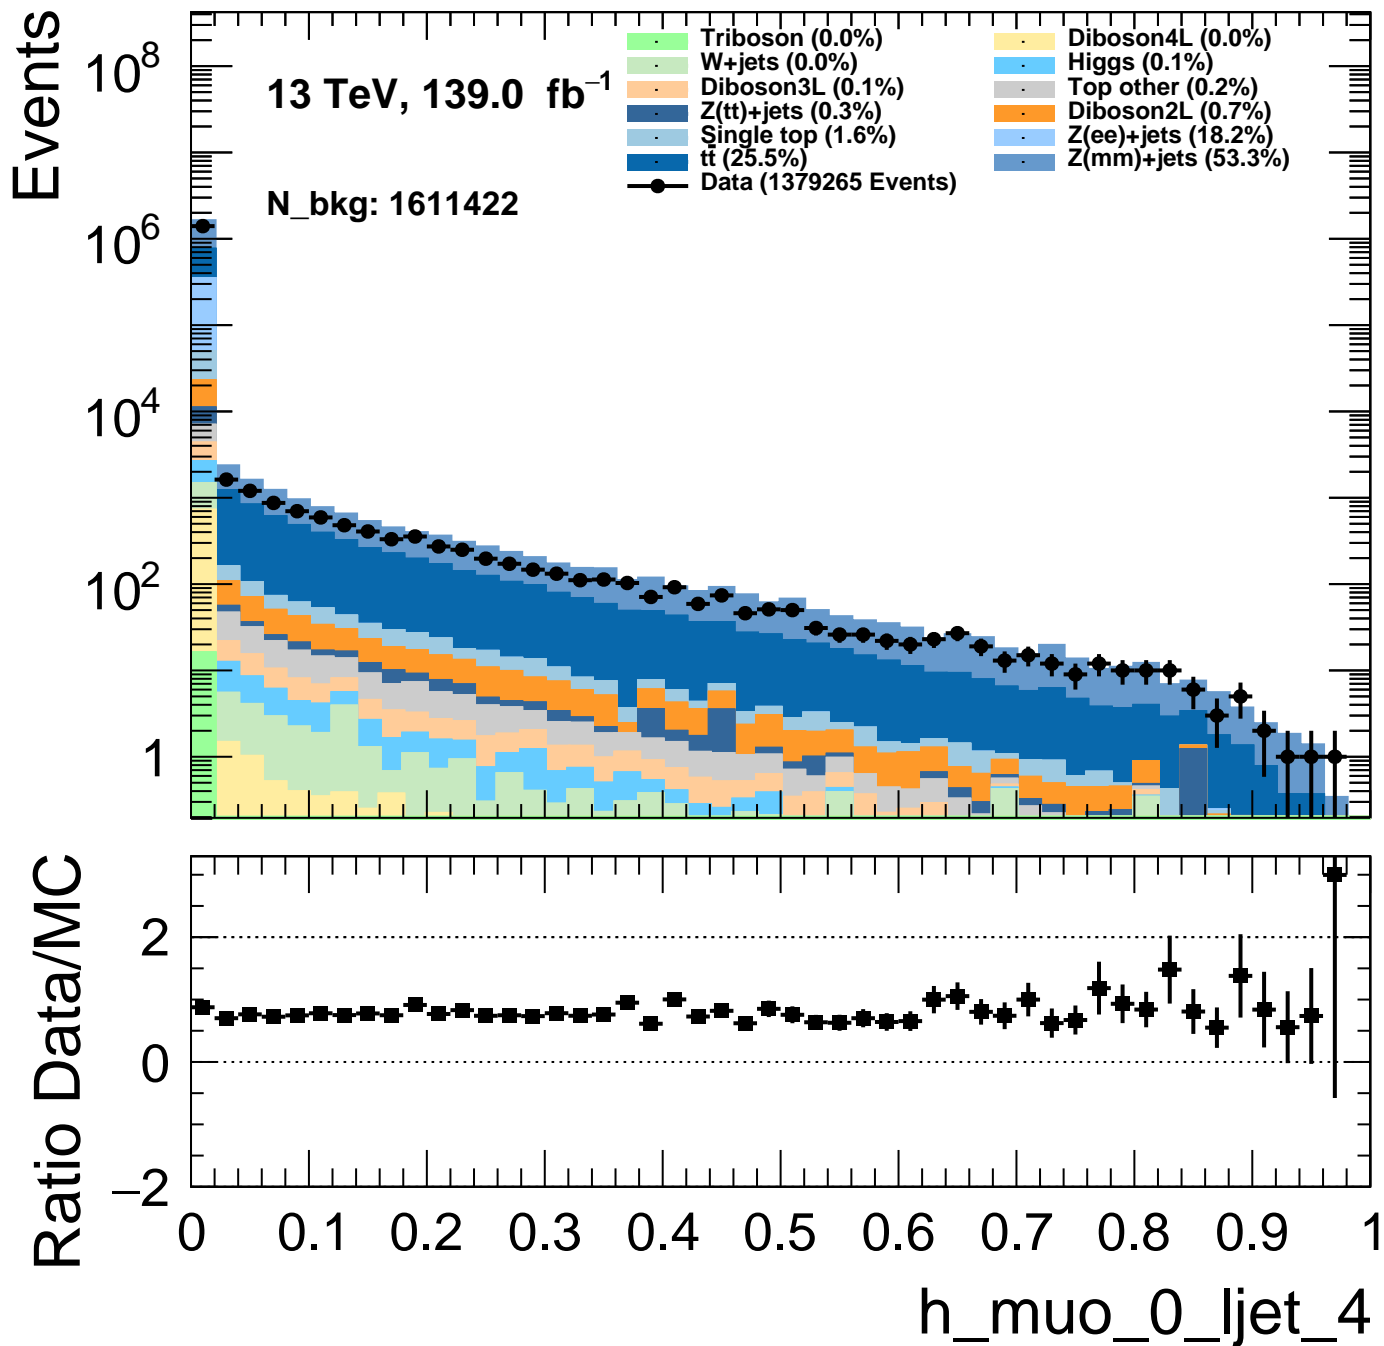 Events
10^8
10^6
10^4
10^2
1
13 TeV, 139.0 fb^−1
N_bkg: 1611422
Triboson (0.0%)
Diboson4L (0.0%)
W+jets (0.0%)
Higgs (0.1%)
Diboson3L (0.1%)
Top other (0.2%)
Z(tt)+jets (0.3%)
Diboson2L (0.7%)
Single top (1.6%)
Z(ee)+jets (18.2%)
tt̄ (25.5%)
Z(mm)+jets (53.3%)
Data (1379265 Events)
Ratio Data/MC
2
0
−2
0 0.1 0.2 0.3 0.4 0.5 0.6 0.7 0.8 0.9 1
h_muo_0_ljet_4